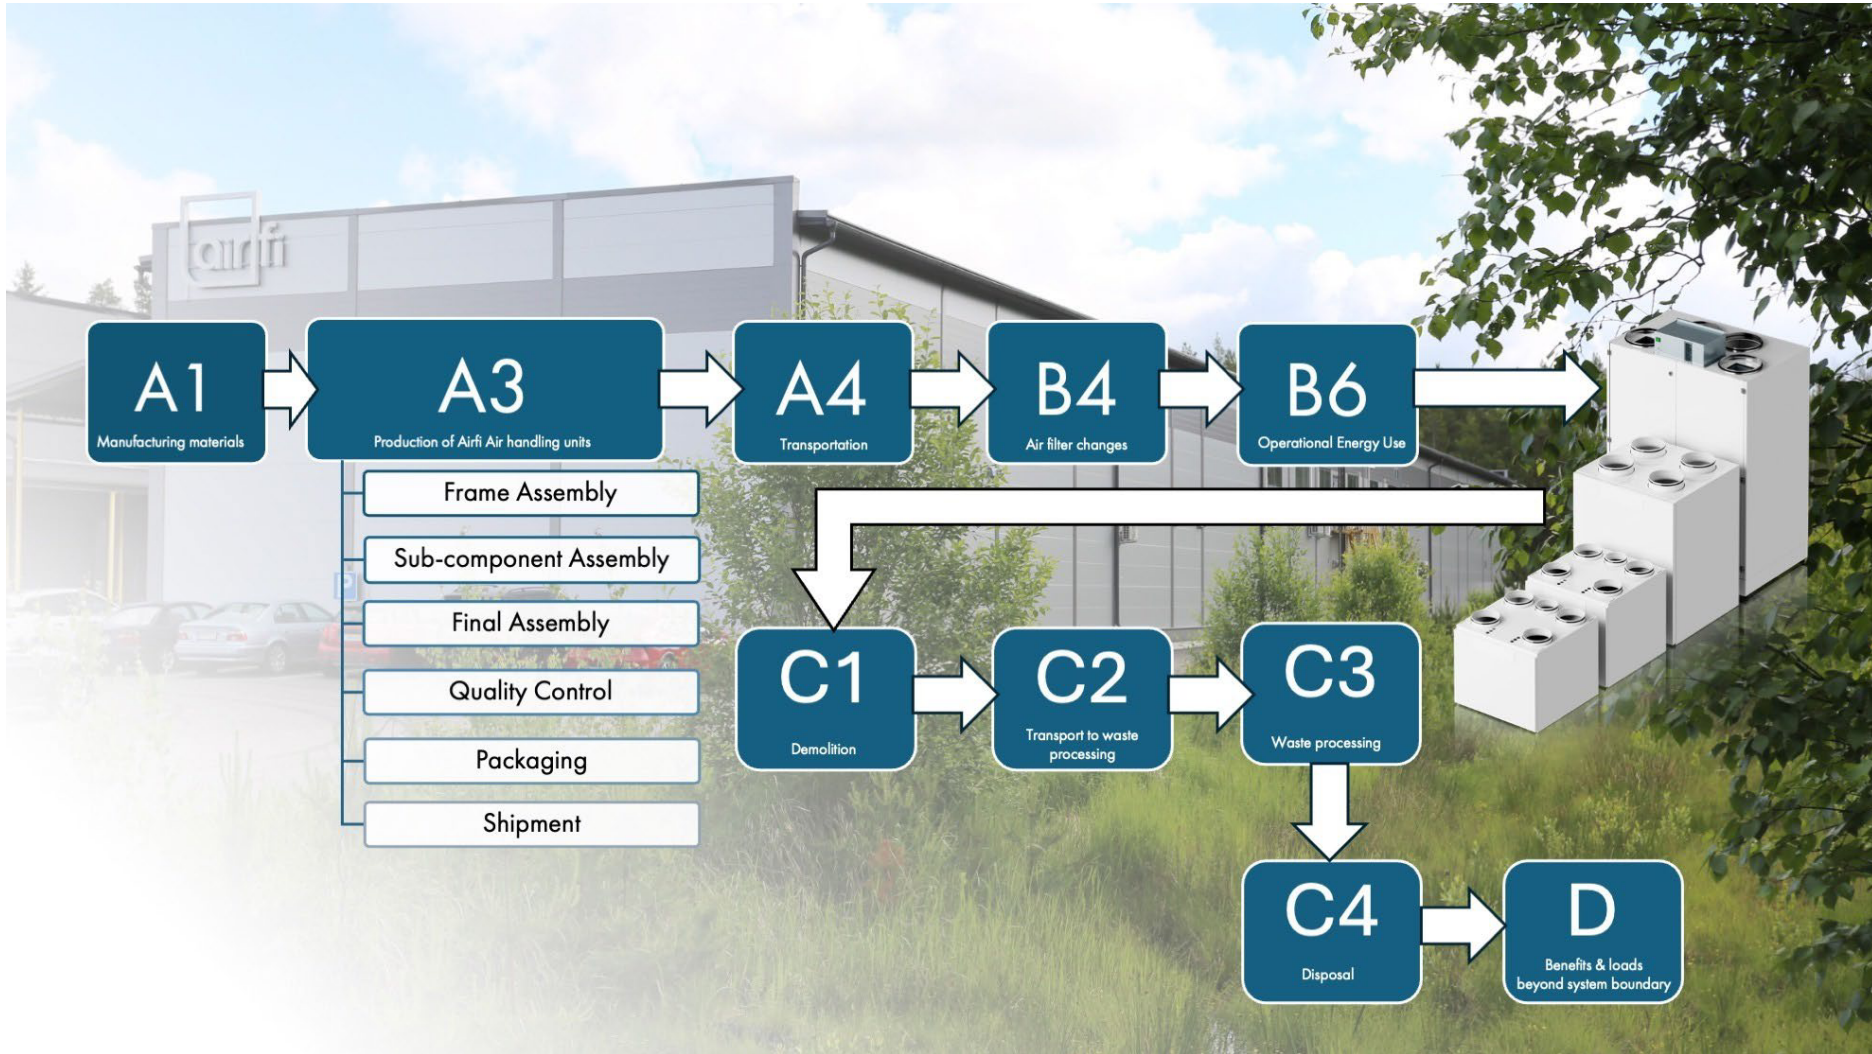 airfi
A1
Manufacturing materials
A3
Production of Airfi Air handling units
A4
Transportation
B4
Air filter changes
B6
Operational Energy Use
Frame Assembly
Sub-component Assembly
Final Assembly
Quality Control
Packaging
Shipment
P
C1
Demolition
C2
Transport to waste
processing
C3
Waste processing
C4
Disposal
D
Benefits & loads
beyond system boundary